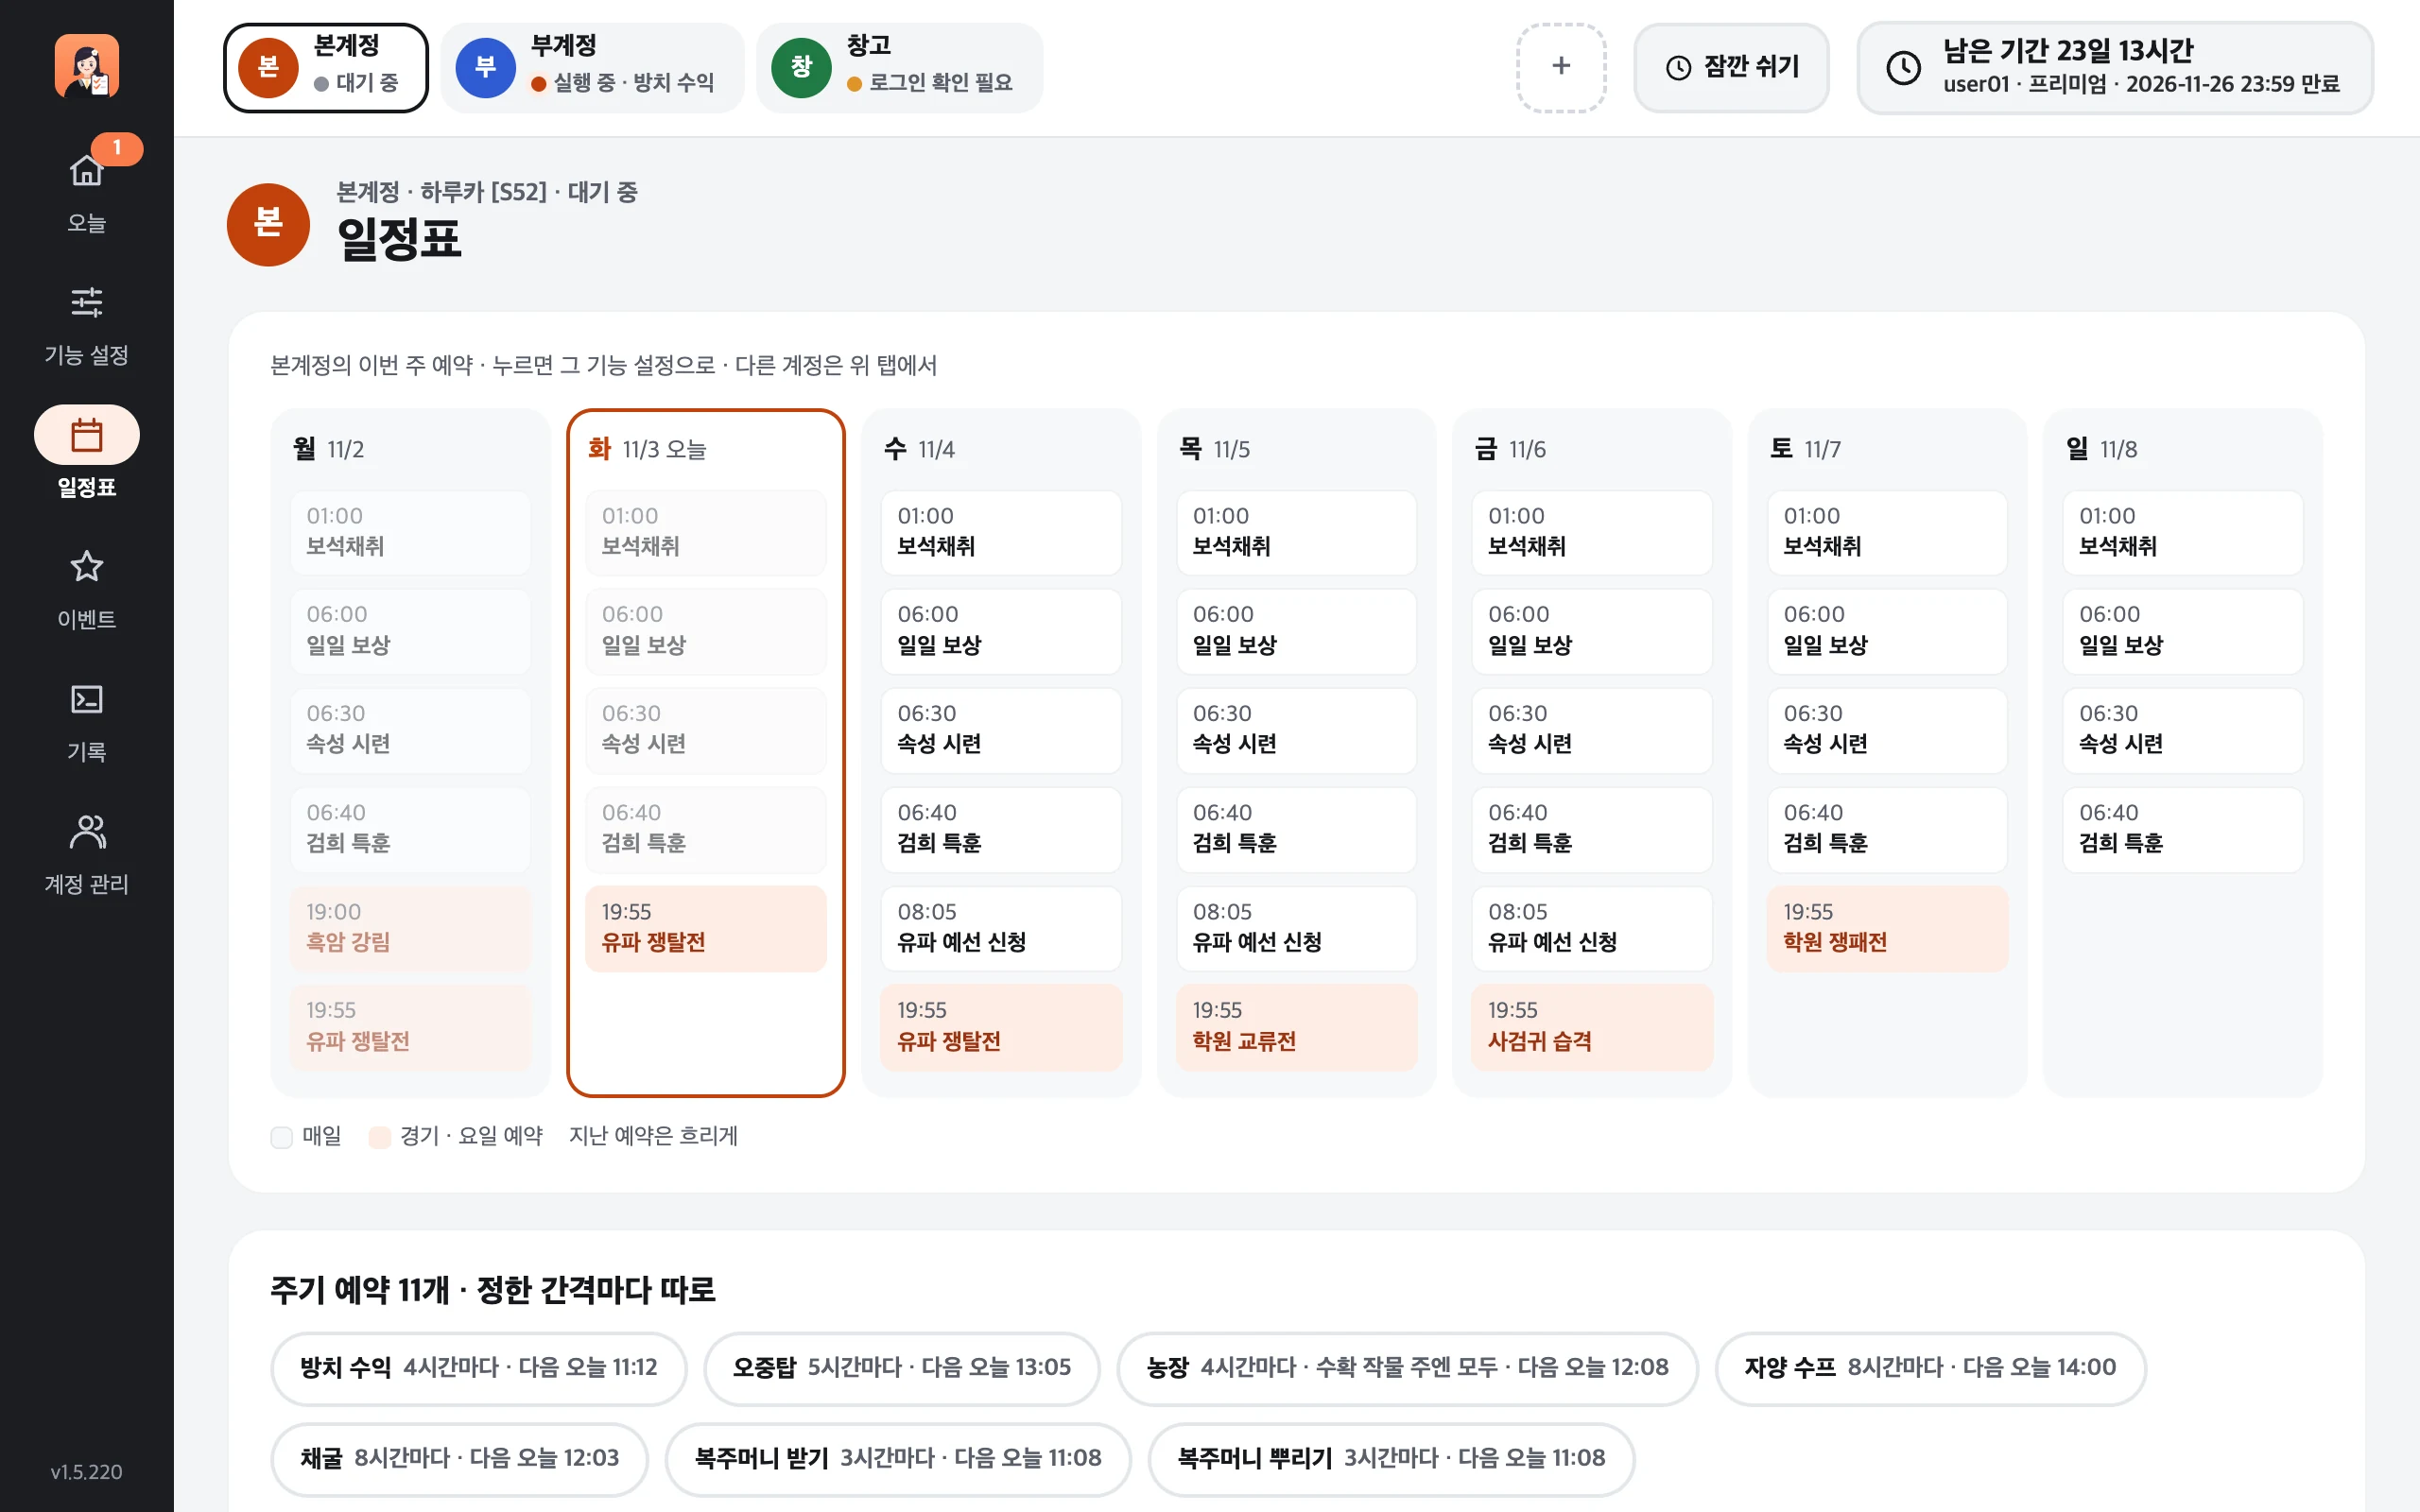 본
본계정
대기 중
부
부계정
실행 중 · 방치 수익
창
창고
로그인 확인 필요
+
잠깐 쉬기
남은 기간 23일 13시간
user01 · 프리미엄 · 2026-11-26 23:59 만료
1
오늘
기능 설정
일정표
이벤트
기록
계정 관리
v1.5.220
본
본계정 · 하루카 [S52] · 대기 중
일정표
본계정의 이번 주 예약 · 누르면 그 기능 설정으로 · 다른 계정은 위 탭에서
월 11/2
01:00
보석채취
06:00
일일 보상
06:30
속성 시련
06:40
검희 특훈
19:00
흑암 강림
19:55
유파 쟁탈전
화 11/3 오늘
01:00
보석채취
06:00
일일 보상
06:30
속성 시련
06:40
검희 특훈
19:55
유파 쟁탈전
수 11/4
01:00
보석채취
06:00
일일 보상
06:30
속성 시련
06:40
검희 특훈
08:05
유파 예선 신청
19:55
유파 쟁탈전
목 11/5
01:00
보석채취
06:00
일일 보상
06:30
속성 시련
06:40
검희 특훈
08:05
유파 예선 신청
19:55
학원 교류전
금 11/6
01:00
보석채취
06:00
일일 보상
06:30
속성 시련
06:40
검희 특훈
08:05
유파 예선 신청
19:55
사검귀 습격
토 11/7
01:00
보석채취
06:00
일일 보상
06:30
속성 시련
06:40
검희 특훈
19:55
학원 쟁패전
일 11/8
01:00
보석채취
06:00
일일 보상
06:30
속성 시련
06:40
검희 특훈
매일 경기 · 요일 예약 지난 예약은 흐리게
주기 예약 11개 · 정한 간격마다 따로
방치 수익 4시간마다 · 다음 오늘 11:12
오중탑 5시간마다 · 다음 오늘 13:05
농장 4시간마다 · 수확 작물 주엔 모두 · 다음 오늘 12:08
자양 수프 8시간마다 · 다음 오늘 14:00
채굴 8시간마다 · 다음 오늘 12:03
복주머니 받기 3시간마다 · 다음 오늘 11:08
복주머니 뿌리기 3시간마다 · 다음 오늘 11:08